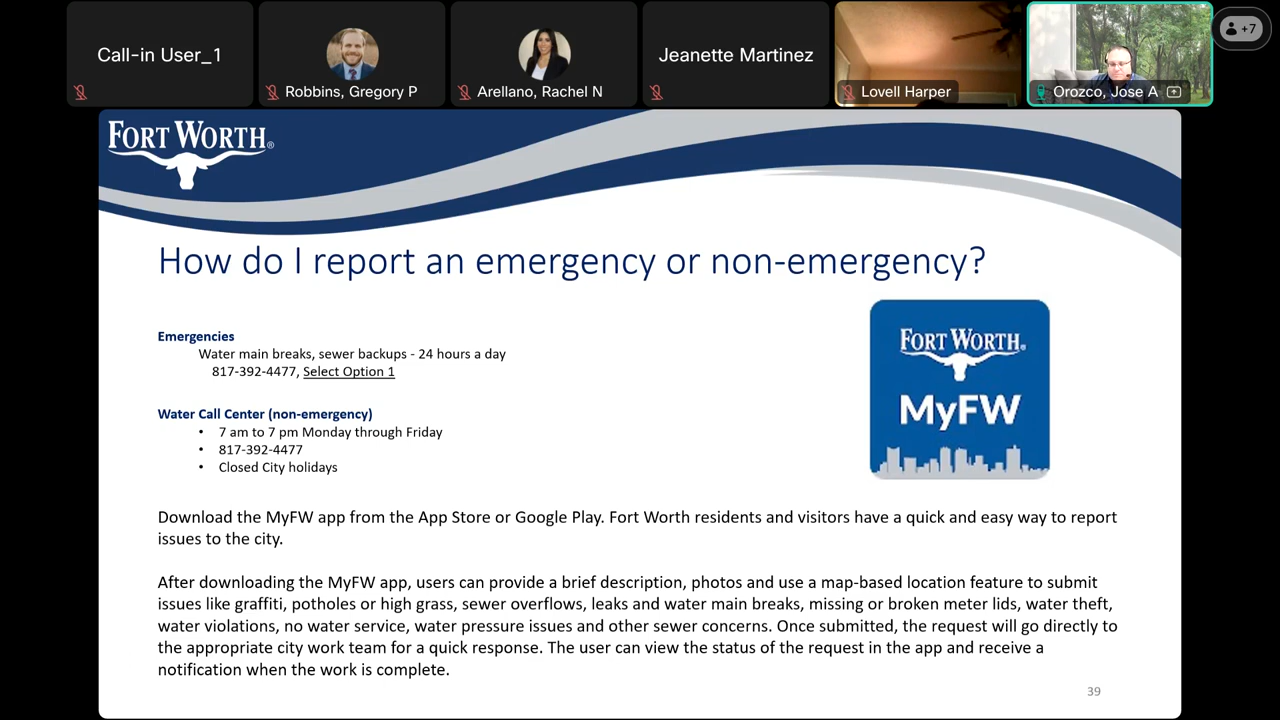 Call-in User_1
Robbins, Gregory P
Arellano, Rachel N
Jeanette Martinez
Lovell Harper
Orozco, Jose A
+7
FORT WORTH®
How do I report an emergency or non-emergency?
Emergencies
Water main breaks, sewer backups - 24 hours a day
817-392-4477, Select Option 1
Water Call Center (non-emergency)
• 7 am to 7 pm Monday through Friday
• 817-392-4477
• Closed City holidays
FORT WORTH®
MyFW
Download the MyFW app from the App Store or Google Play. Fort Worth residents and visitors have a quick and easy way to report
issues to the city.
After downloading the MyFW app, users can provide a brief description, photos and use a map-based location feature to submit
issues like graffiti, potholes or high grass, sewer overflows, leaks and water main breaks, missing or broken meter lids, water theft,
water violations, no water service, water pressure issues and other sewer concerns. Once submitted, the request will go directly to
the appropriate city work team for a quick response. The user can view the status of the request in the app and receive a
notification when the work is complete.
39